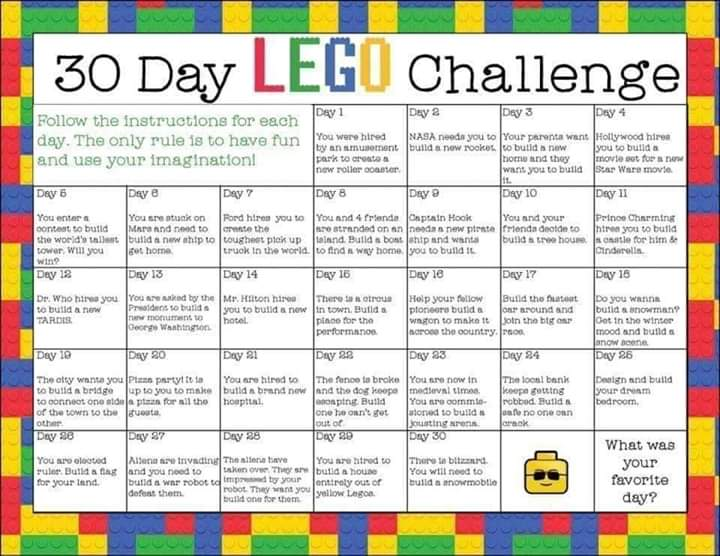 30 Day LEGO Challenge
Follow the instructions for each
day. The only rule is to have fun
and use your imagination!
Day 1
You were hired
by an amusement
park to create a
new roller coaster.
Day 2
NASA needs you to
build a new rocket.
Day 3
Your parents want
to build a new
home and they
want you to build
it.
Day 4
Hollywood hires
you to build a
movie set for a new
Star Wars movie.
Day 5
You enter a
contest to build
the world's tallest
tower. Will you
win?
Day 6
You are stuck on
Mars and need to
build a new ship to
get home.
Day 7
Ford hires you to
create the
toughest pick up
truck in the world.
Day 8
You and 4 friends
are stranded on an
island. Build a boat
to find a way home.
Day 9
Captain Hook
needs a new pirate
ship and wants
you to build it.
Day 10
You and your
friends decide to
build a tree house.
Day 11
Prince Charming
hires you to build
a castle for him &
Cinderella.
Day 12
Dr. Who hires you
to build a new
TARDIS.
Day 13
You are asked by the
President to build a
new monument to
George Washington.
Day 14
Mr. Hilton hires
you to build a new
hotel.
Day 15
There is a circus
in town. Build a
place for the
performance.
Day 16
Help your fellow
pioneers build a
wagon to make it
across the country.
Day 17
Build the fastest
car around and
join the big car
race.
Day 18
Do you wanna
build a snowman?
Get in the winter
mood and build a
snow scene.
Day 19
The city wants you
to build a bridge
to connect one side
of the town to the
other.
Day 20
Pizza party! It is
up to you to make
a pizza for all the
guests.
Day 21
You are hired to
build a brand new
hospital.
Day 22
The fence is broke
and the dog keeps
escaping. Build
one he can't get
out of.
Day 23
You are now in
medieval times.
You are commis-
sioned to build a
jousting arena.
Day 24
The local bank
keeps getting
robbed. Build a
safe no one can
crack.
Day 25
Design and build
your dream
bedroom.
Day 26
You are elected
ruler. Build a flag
for your land.
Day 27
Aliens are invading
and you need to
build a war robot to
defeat them.
Day 28
The aliens have
taken over. They are
impressed by your
robot. They want you
build one for them.
Day 29
You are hired to
build a house
entirely out of
yellow Legos.
Day 30
There is blizzard.
You will need to
build a snowmobile
What was
your
favorite
day?